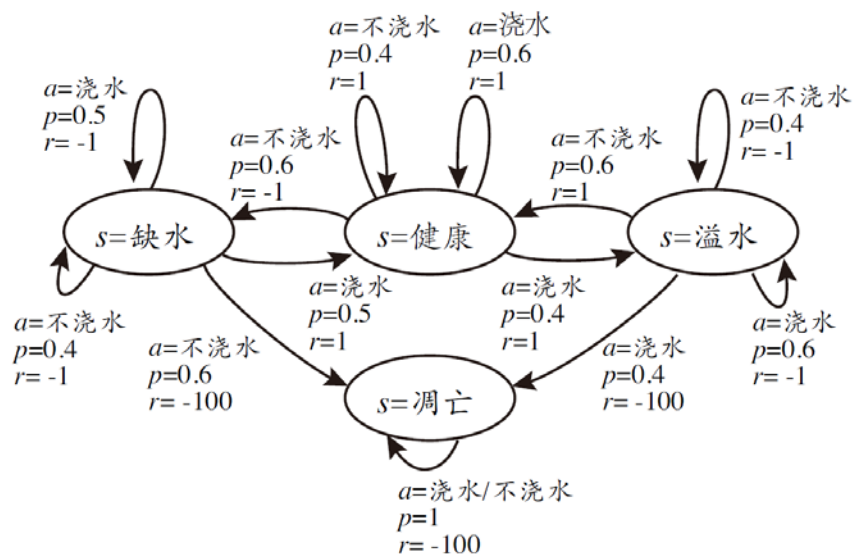 a=不浇水
p=0.4
r=1
a=浇水
p=0.6
r=1
a=浇水
p=0.5
r= -1
a=不浇水
p=0.6
r= -1
a=不浇水
p=0.6
r=1
a=不浇水
p=0.4
r= -1
s=缺水
s=健康
s=溢水
a=不浇水
p=0.4
r= -1
a=不浇水
p=0.6
r= -100
a=浇水
p=0.5
r=1
a=浇水
p=0.4
r=1
a=浇水
p=0.4
r= -100
a=浇水
p=0.6
r= -1
s=凋亡
a=浇水/不浇水
p=1
r= -100